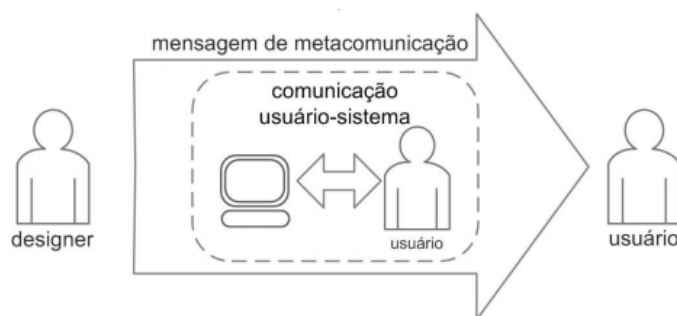 mensagem de metacomunicação
comunicação
usuário-sistema
usuário
designer
usuário